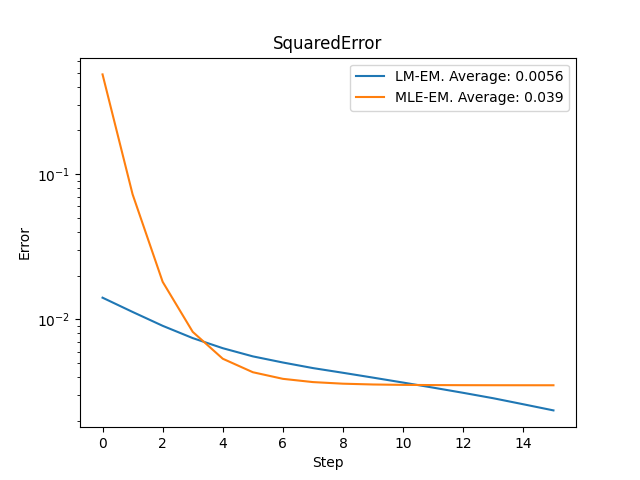 SquaredError
LM-EM. Average: 0.0056
MLE-EM. Average: 0.039
Error
10⁻¹
10⁻²
0 2 4 6 8 10 12 14
Step